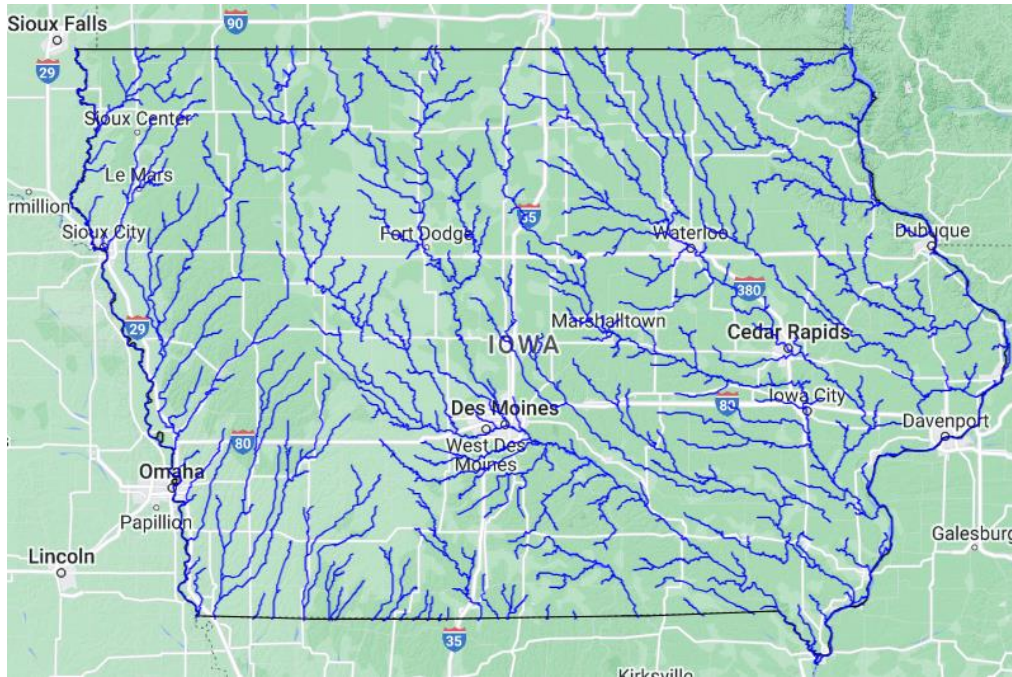 Sioux Falls
90
29
Sioux Center
Le Mars
rmillion
Sioux City
Fort Dodge
35
Waterloo
Dubuque
380
29
Marshalltown
IOWA
Cedar Rapids
80
Iowa City
Des Moines
Davenport
80
West Des
Moines
Omaha
Papillion
Galesburg
Lincoln
35
Kirksville